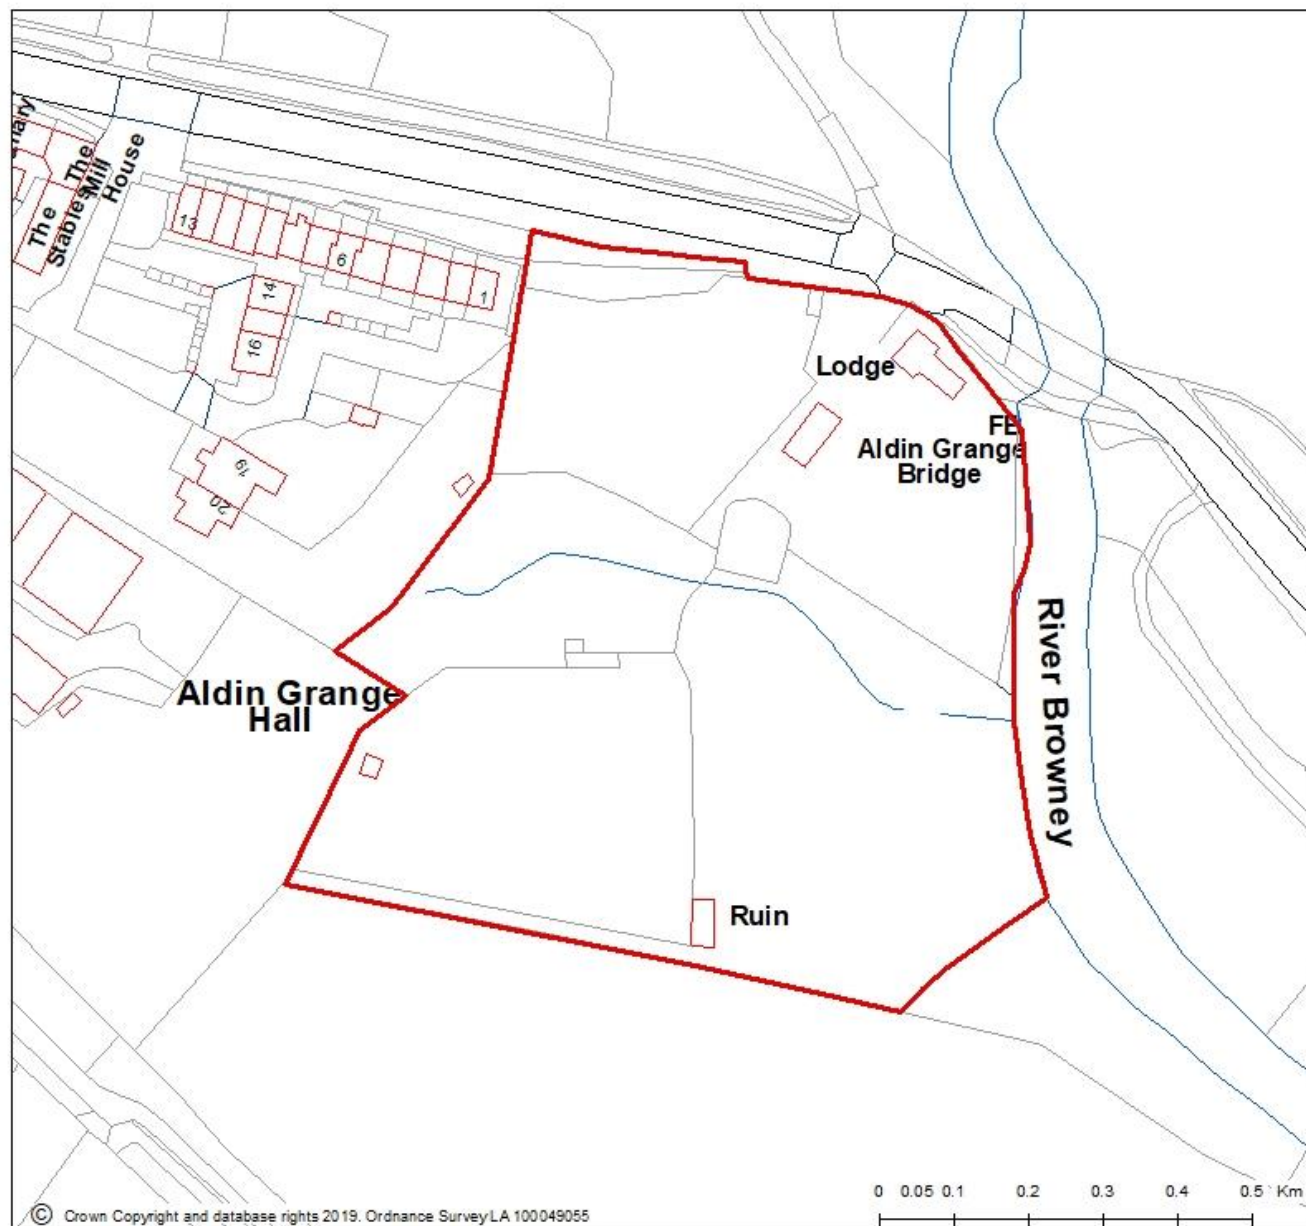 The
Mill
House
The
Stables
13
6
1
14
16
19
20
Lodge
FB
Aldin Grange
Bridge
River Browney
Aldin Grange
Hall
Ruin
0 0.05 0.1 0.2 0.3 0.4 0.5 Km
© Crown Copyright and database rights 2019. Ordnance Survey LA 100049055